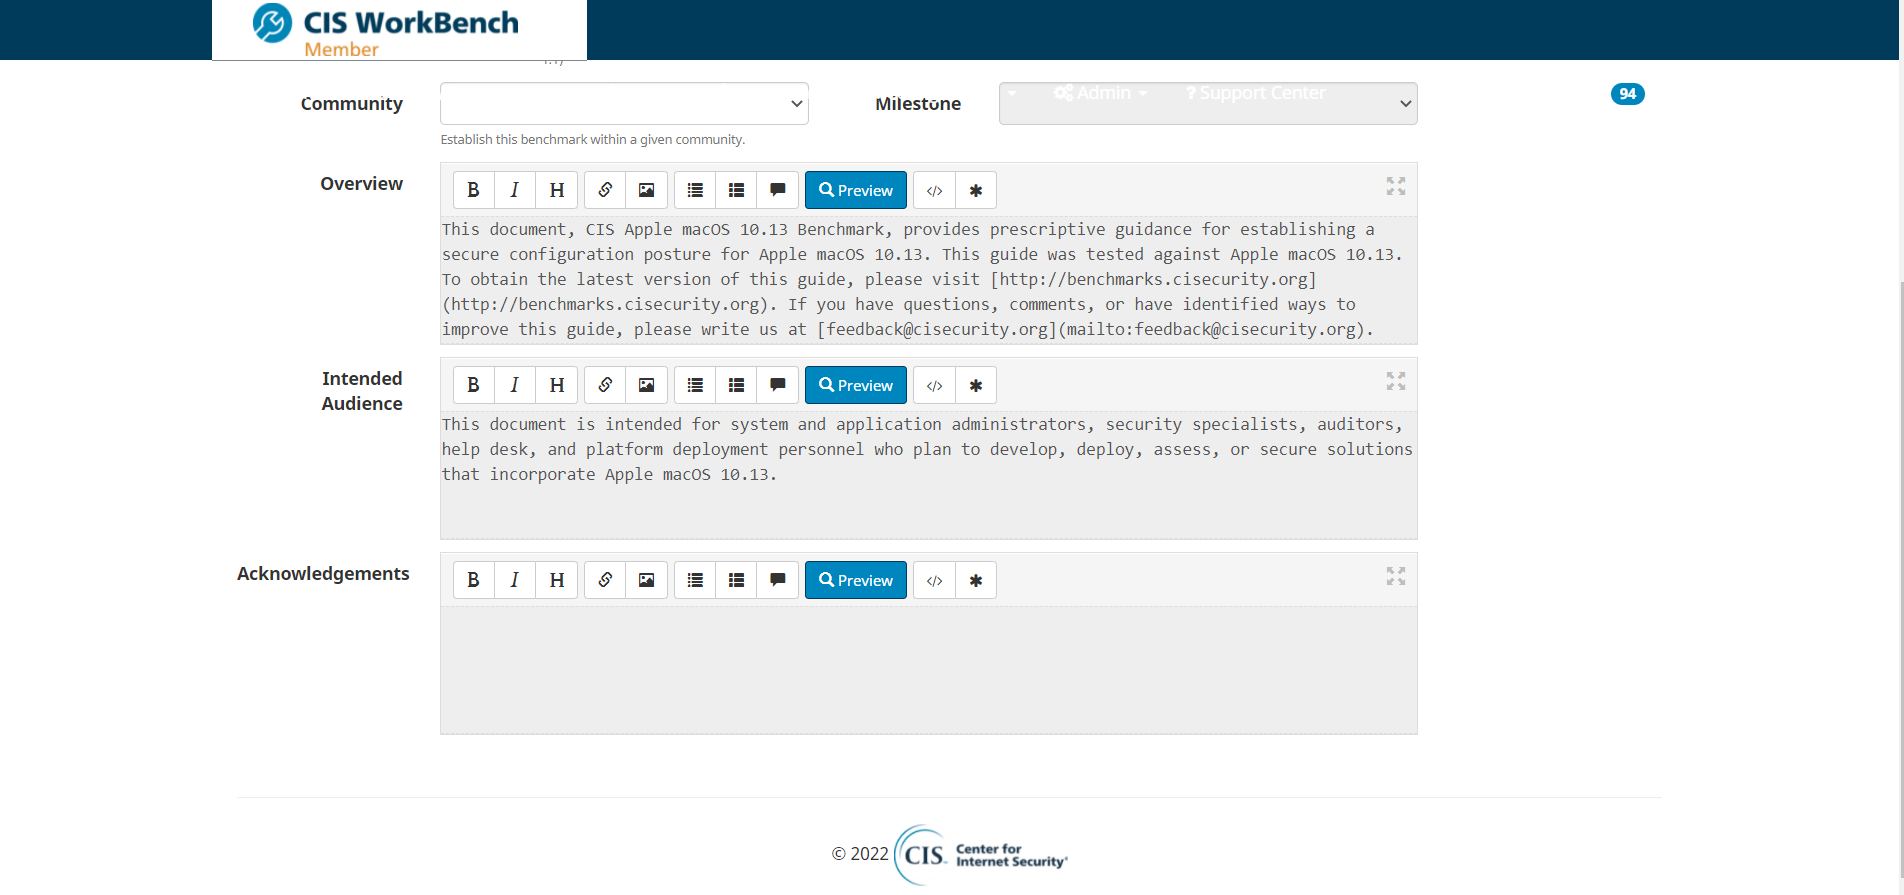 CIS WorkBench
Member
Community
Milestone
Admin
? Support Center
94
Establish this benchmark within a given community.
Overview
B I H Preview </> ✱
This document, CIS Apple macOS 10.13 Benchmark, provides prescriptive guidance for establishing a
secure configuration posture for Apple macOS 10.13. This guide was tested against Apple macOS 10.13.
To obtain the latest version of this guide, please visit [http://benchmarks.cisecurity.org]
(http://benchmarks.cisecurity.org). If you have questions, comments, or have identified ways to
improve this guide, please write us at [feedback@cisecurity.org](mailto:feedback@cisecurity.org).
Intended
Audience
B I H Preview </> ✱
This document is intended for system and application administrators, security specialists, auditors,
help desk, and platform deployment personnel who plan to develop, deploy, assess, or secure solutions
that incorporate Apple macOS 10.13.
Acknowledgements
B I H Preview </> ✱
© 2022 CIS. Center for
Internet Security®